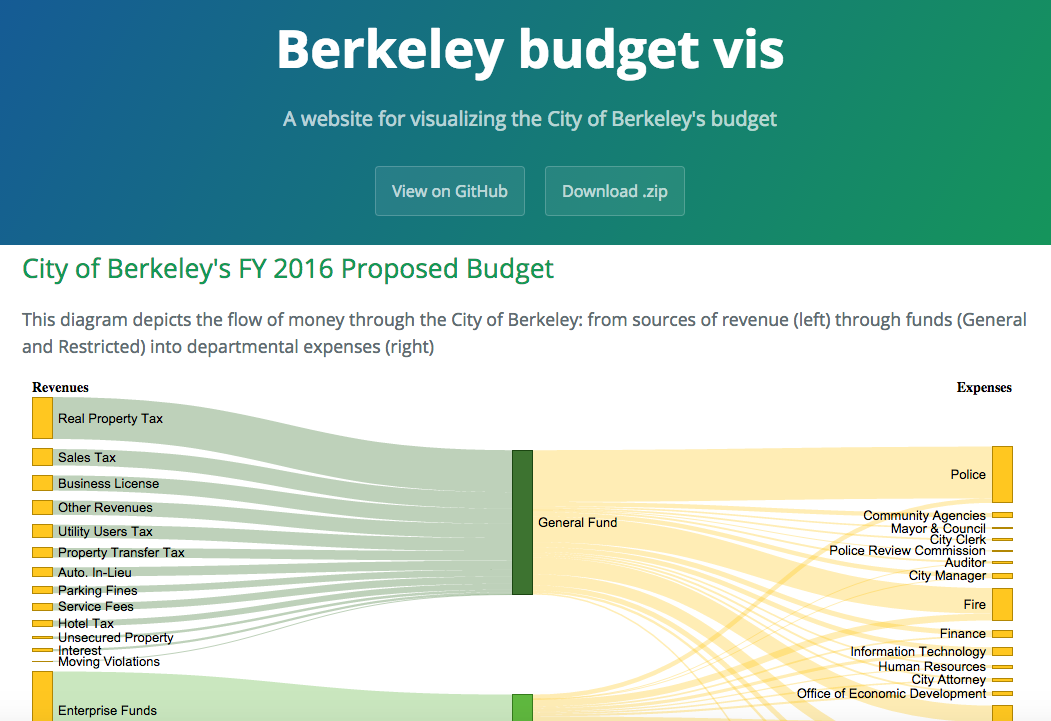 Berkeley budget vis
A website for visualizing the City of Berkeley's budget
View on GitHub
Download .zip
City of Berkeley's FY 2016 Proposed Budget
This diagram depicts the flow of money through the City of Berkeley: from sources of revenue (left) through funds (General
and Restricted) into departmental expenses (right)
Revenues
Expenses
Real Property Tax
Sales Tax
Business License
Other Revenues
Utility Users Tax
Property Transfer Tax
Auto. In-Lieu
Parking Fines
Service Fees
Hotel Tax
Unsecured Property
Interest
Moving Violations
Enterprise Funds
General Fund
Police
Community Agencies
Mayor & Council
City Clerk
Police Review Commission
Auditor
City Manager
Fire
Finance
Information Technology
Human Resources
City Attorney
Office of Economic Development